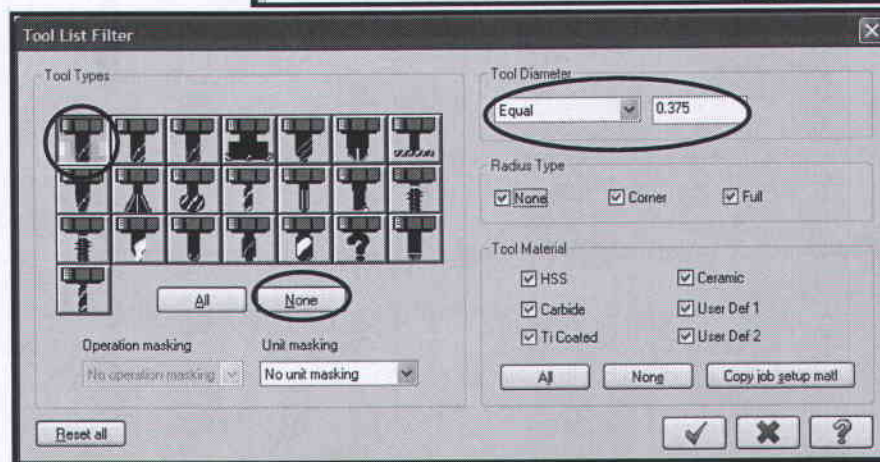 Tool List Filter
Tool Types
All
None
Operation masking
Unit masking
No operation masking
No unit masking
Reset all
Tool Diameter
Equal
0.375
Radius Type
None
Corner
Full
Tool Material
HSS
Ceramic
Carbide
User Def 1
Ti Coated
User Def 2
All
None
Copy job setup matl